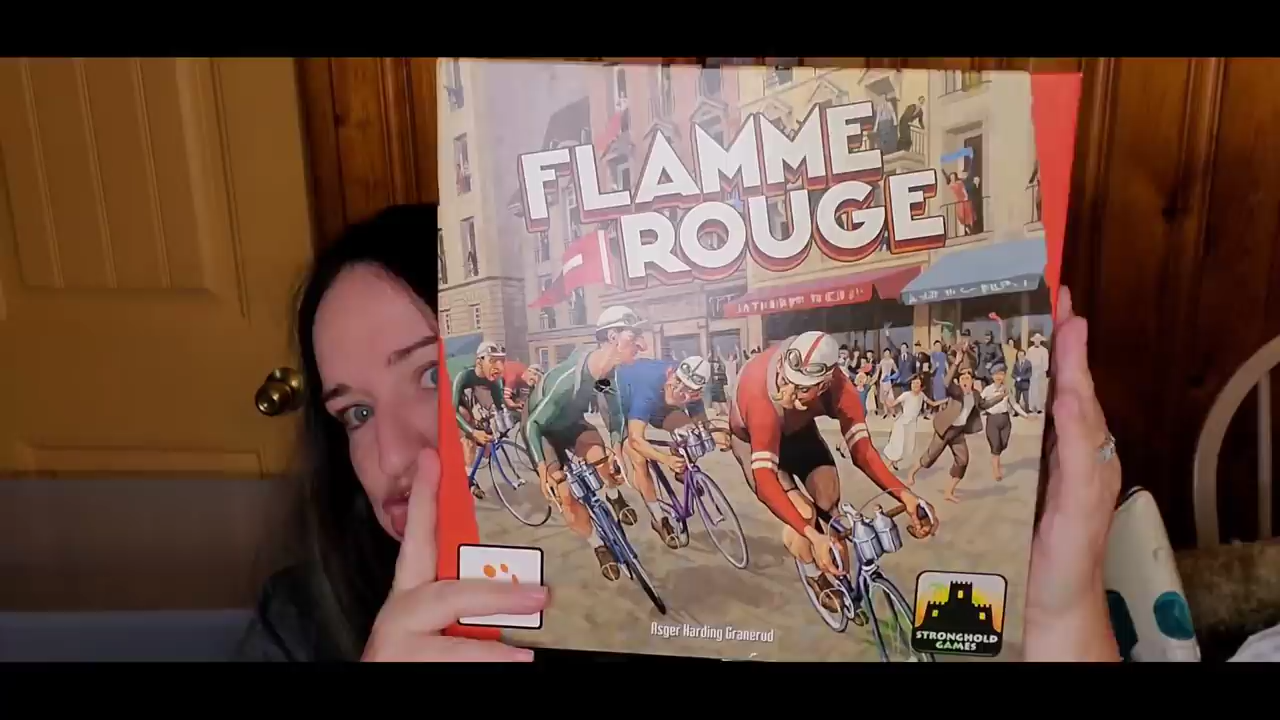 FLAMME
ROUGE
Asger Harding Granerud
STRONGHOLD
GAMES